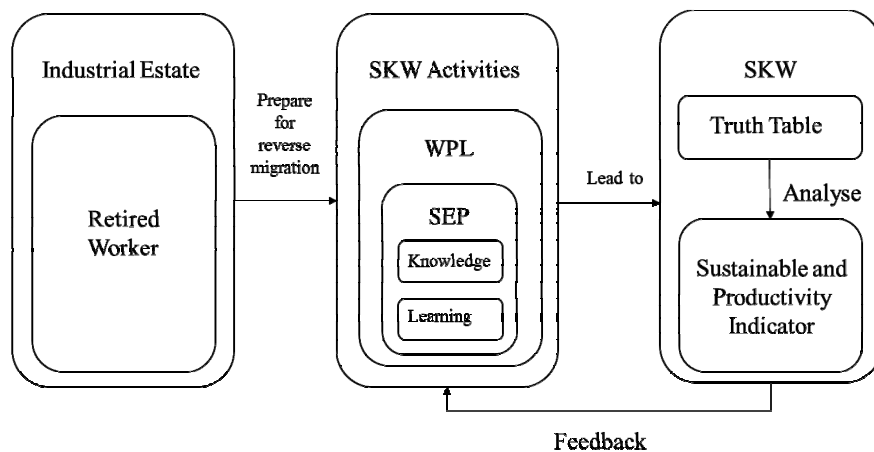 Industrial Estate
Retired
Worker
Prepare
for
reverse
migration
SKW Activities
WPL
SEP
Knowledge
Learning
Lead to
SKW
Truth Table
Analyse
Sustainable and
Productivity
Indicator
Feedback